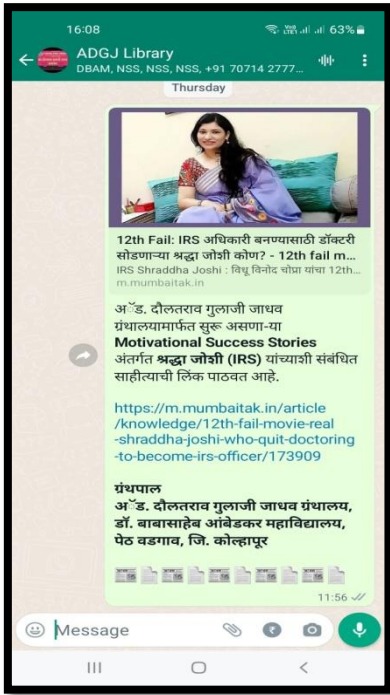 16:08
63%
ADGJ Library
DBAM, NSS, NSS, NSS, +91 70714 2777...
Thursday
12th Fail: IRS अधिकारी बनण्यासाठी डॉक्टरी
सोडणाऱ्या श्रद्धा जोशी कोण? - 12th fail m...
IRS Shraddha Joshi : विधू विनोद चोप्रा यांचा 12th...
m.mumbaitak.in
अॅड. दौलतराव गुलाजी जाधव
ग्रंथालयामार्फत सुरू असणा-या
Motivational Success Stories
अंतर्गत श्रद्धा जोशी (IRS) यांच्याशी संबंधित
साहीत्याची लिंक पाठवत आहे.
https://m.mumbaitak.in/article
/knowledge/12th-fail-movie-real
-shraddha-joshi-who-quit-doctoring
-to-become-irs-officer/173909
ग्रंथपाल
अॅड. दौलतराव गुलाजी जाधव ग्रंथालय,
डॉ. बाबासाहेब आंबेडकर महाविद्यालय,
पेठ वडगाव, जि. कोल्हापूर
11:56
Message